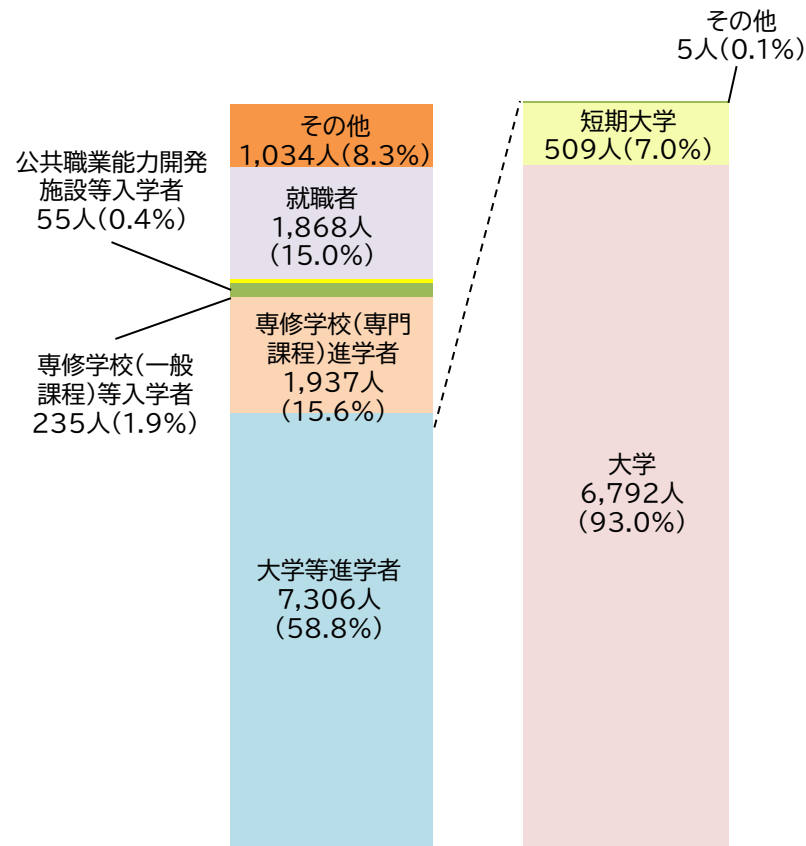 その他
5人(0.1%)
短期大学
509人(7.0%)
大学
6,792人
(93.0%)
その他
1,034人(8.3%)
就職者
1,868人
(15.0%)
公共職業能力開発
施設等入学者
55人(0.4%)
専修学校(一般
課程)等入学者
235人(1.9%)
専修学校(専門
課程)進学者
1,937人
(15.6%)
大学等進学者
7,306人
(58.8%)